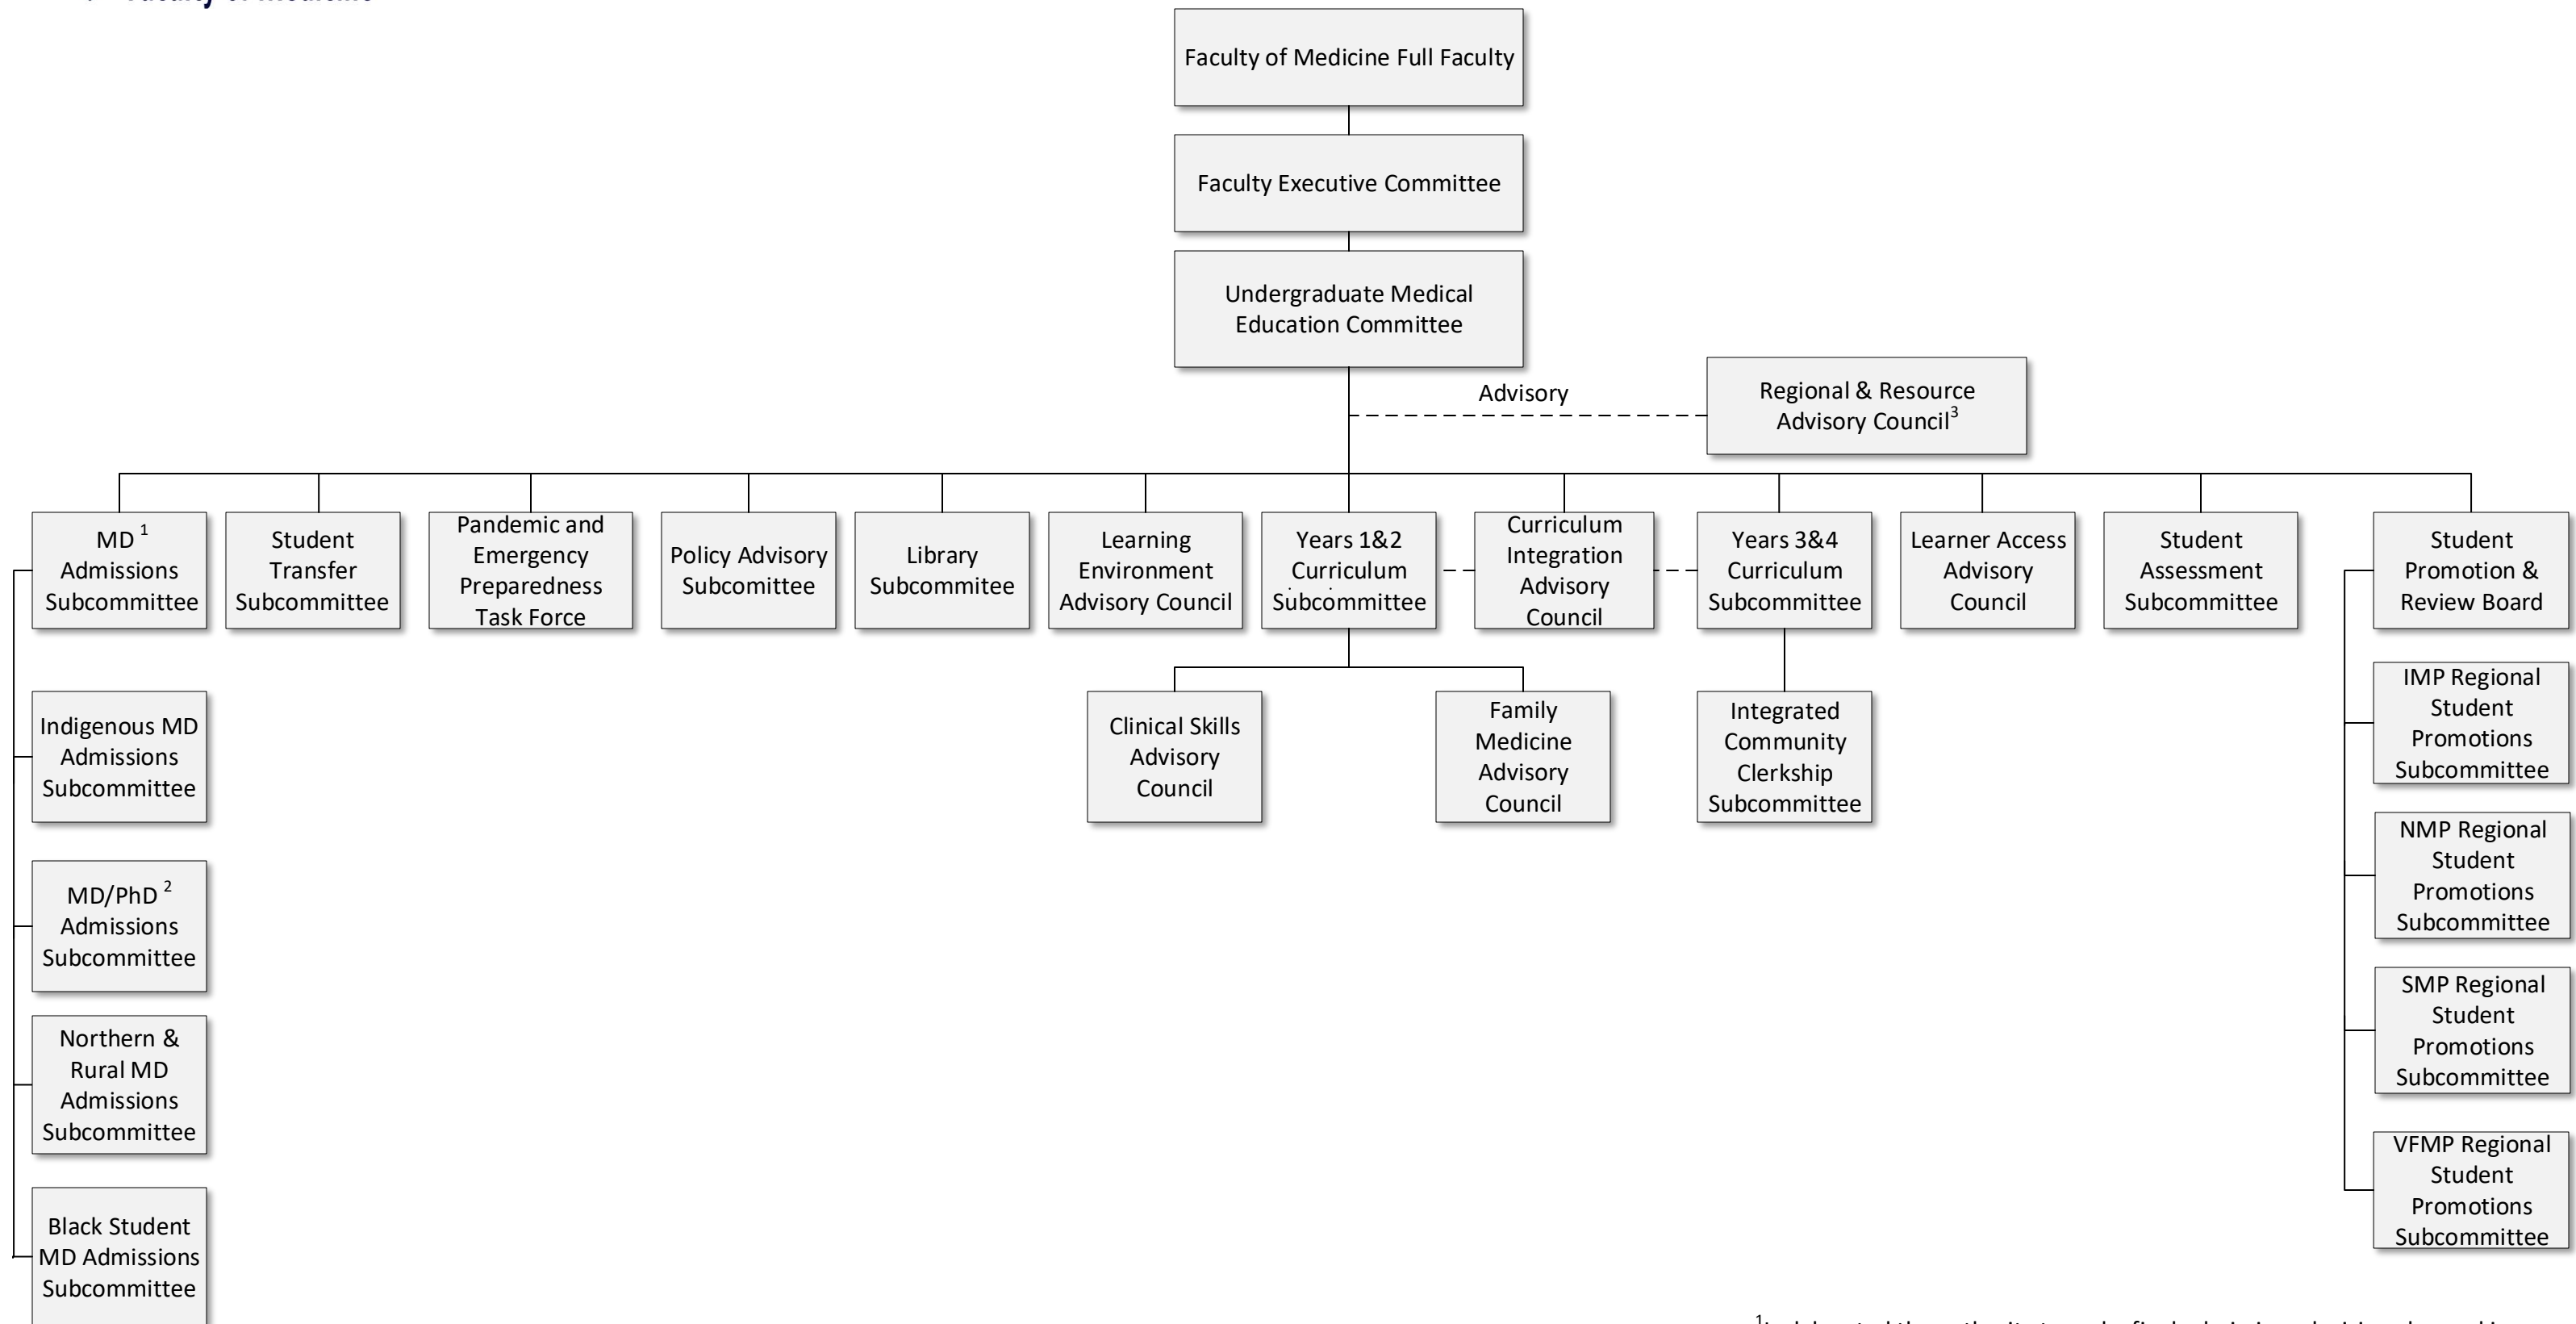 Faculty of Medicine
Faculty of Medicine Full Faculty
Faculty Executive Committee
Undergraduate Medical
Education Committee
Advisory
Regional & Resource
Advisory Council3
MD 1
Admissions
Subcommittee
Student
Transfer
Subcommittee
Pandemic and
Emergency
Preparedness
Task Force
Policy Advisory
Subcomittee
Library
Subcommitee
Learning
Environment
Advisory Council
Years 1&2
Curriculum
Subcommittee
Curriculum
Integration
Advisory
Council
Years 3&4
Curriculum
Subcommittee
Learner Access
Advisory
Council
Student
Assessment
Subcommittee
Student
Promotion &
Review Board
Indigenous MD
Admissions
Subcommittee
MD/PhD 2
Admissions
Subcommittee
Northern &
Rural MD
Admissions
Subcommittee
Black Student
MD Admissions
Subcommittee
Clinical Skills
Advisory
Council
Family
Medicine
Advisory
Council
Integrated
Community
Clerkship
Subcommittee
IMP Regional
Student
Promotions
Subcommittee
NMP Regional
Student
Promotions
Subcommittee
SMP Regional
Student
Promotions
Subcommittee
VFMP Regional
Student
Promotions
Subcommittee